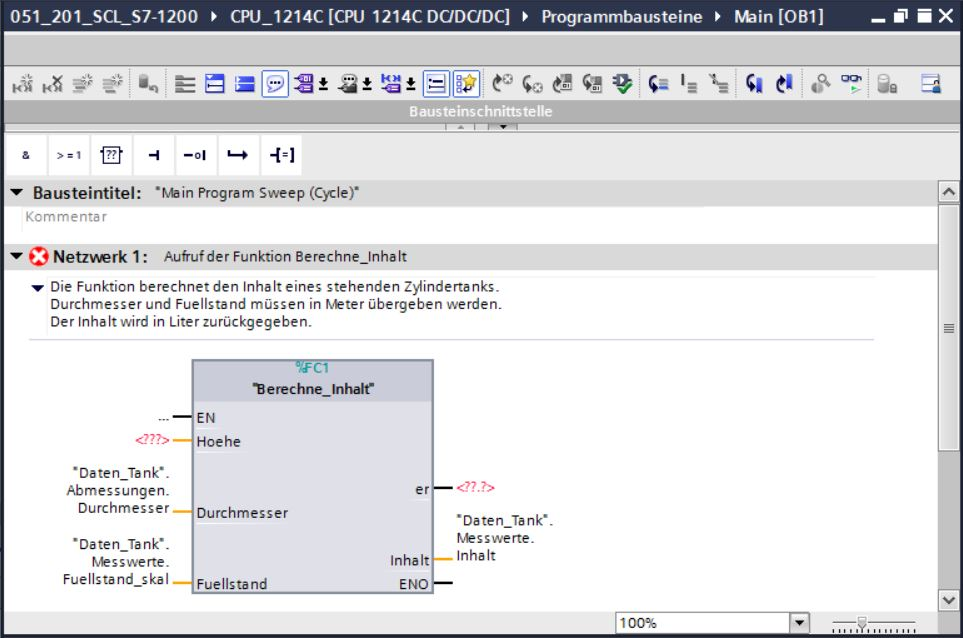 051_201_SCL_S7-1200 ▸ CPU_1214C [CPU 1214C DC/DC/DC] ▸ Programmbausteine ▸ Main [OB1]
Bausteinschnittstelle
& >=1 ?? -o| -[=]
Bausteintitel: "Main Program Sweep (Cycle)"
Kommentar
Netzwerk 1: Aufruf der Funktion Berechne_Inhalt
Die Funktion berechnet den Inhalt eines stehenden Zylindertanks.
Durchmesser und Fuellstand müssen in Meter übergeben werden.
Der Inhalt wird in Liter zurückgegeben.
%FC1
"Berechne_Inhalt"
... EN
<???> Hoehe
"Daten_Tank".
Abmessungen.
Durchmesser
Durchmesser
er <??.?>
"Daten_Tank".
Messwerte.
Inhalt
Inhalt
"Daten_Tank".
Messwerte.
Fuellstand_skal
Fuellstand
ENO
100%